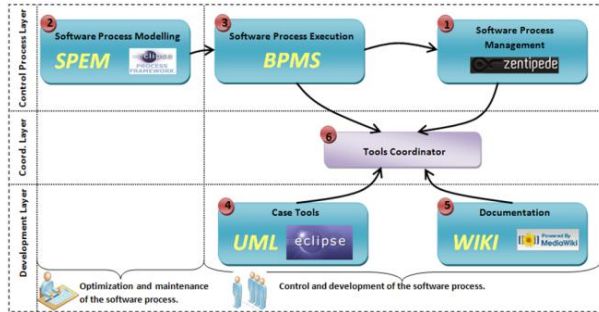 Control Process Layer
2
Software Process Modelling
SPEM
eclipse
PROCESS
FRAMEWORK
3
Software Process Execution
BPMS
1
Software Process
Management
zentipede
Coord. Layer
6
Tools Coordinator
Development Layer
4
Case Tools
UML
eclipse
5
Documentation
WIKI
Powered By
MediaWiki
Optimization and maintenance
of the software process.
Control and development of the software process.